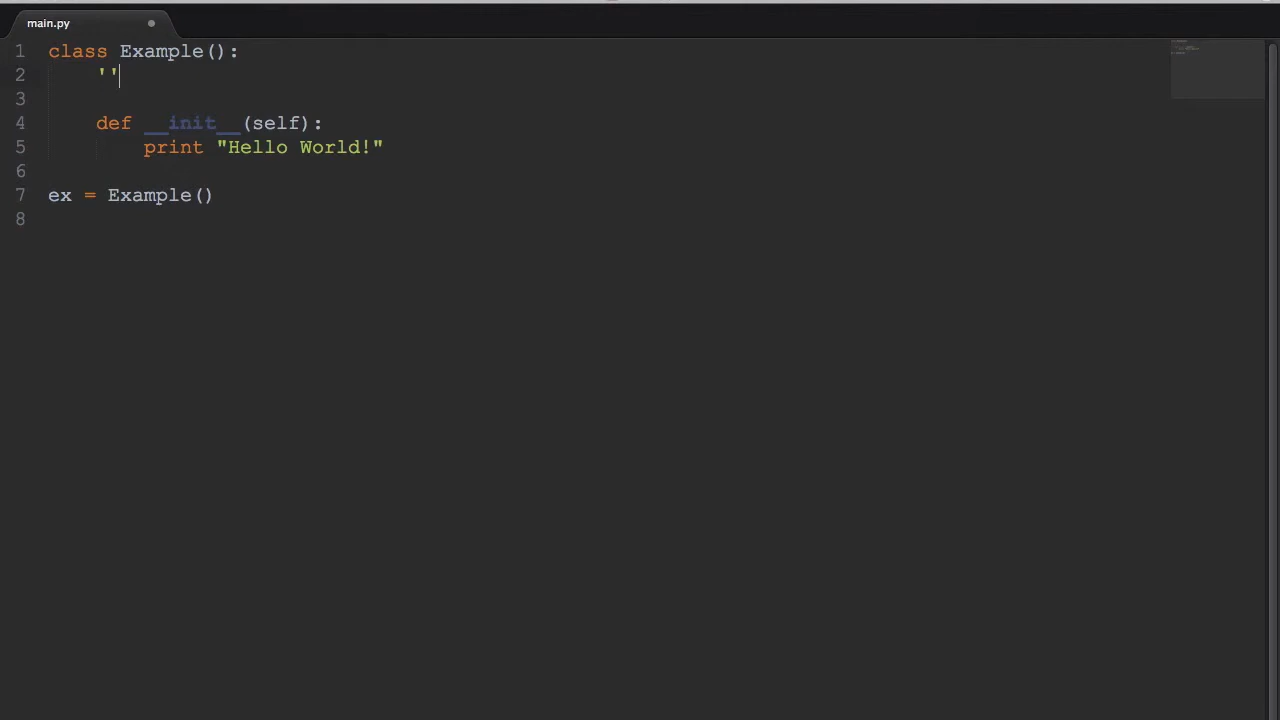 main.py
1 class Example():
2     ''
3
4     def __init__(self):
5         print "Hello World!"
6
7 ex = Example()
8